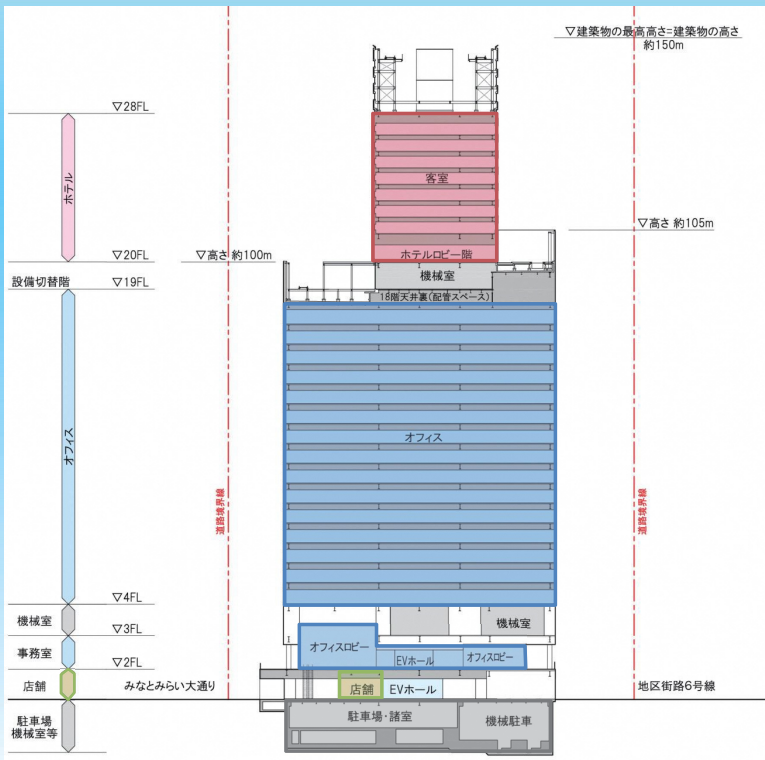 ▽建築物の最高高さ=建築物の高さ
約150m
▽28FL
ホテル
客室
▽高さ 約105m
▽20FL
▽高さ 約100m
ホテルロビー階
設備切替階
▽19FL
機械室
18階天井裏(配管スペース)
オフィス
オフィス
道路境界線
道路境界線
▽4FL
機械室
機械室
▽3FL
事務室
オフィスロビー
EVホール
オフィスロビー
▽2FL
店舗
みなとみらい大通り
店舗
EVホール
地区街路6号線
駐車場
機械室等
駐車場・諸室
機械駐車